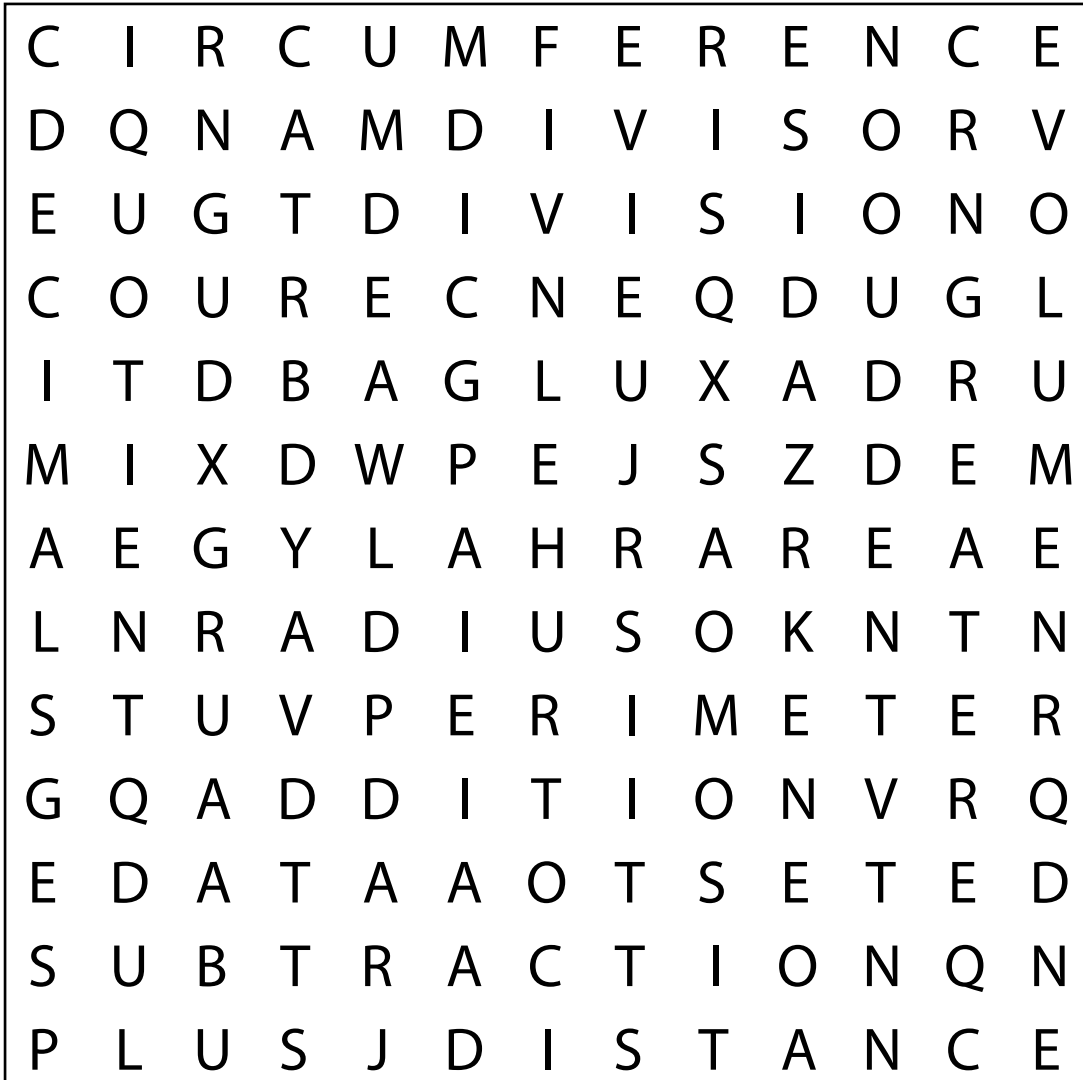 C I R C U M F E R E N C E
D Q N A M D I V I S O R V
E U G T D I V I S I O N O
C O U R E C N E Q D U G L
I T D B A G L U X A D R U
M I X D W P E J S Z D E M
A E G Y L A H R A R E A E
L N R A D I U S O K N T N
S T U V P E R I M E T E R
G Q A D D I T I O N V R Q
E D A T A A O T S E T E D
S U B T R A C T I O N Q N
P L U S J D I S T A N C E